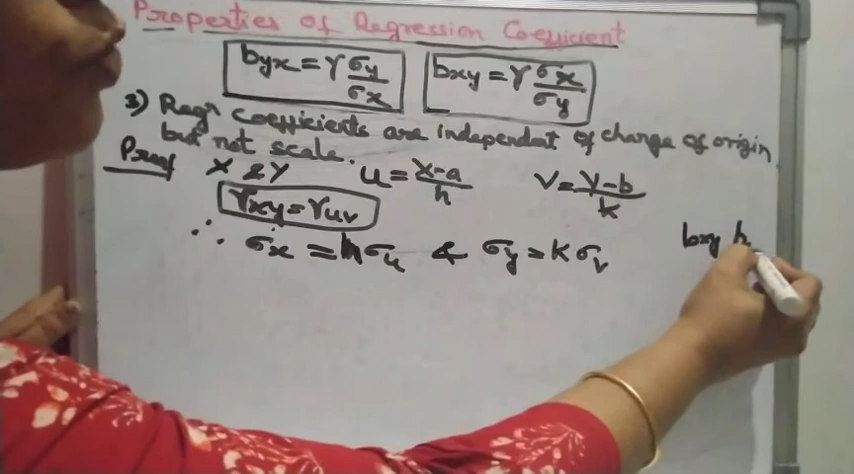 Properties of Regression Coefficient
byx = r σy/σx   bxy = r σx/σy
3) Regn Coefficients are independent of change of origin
but not scale.
Proof X & Y u = X-a/h v = Y-b/k
rxy = ruv
∴ σx = hσu & σy = kσv
bxy